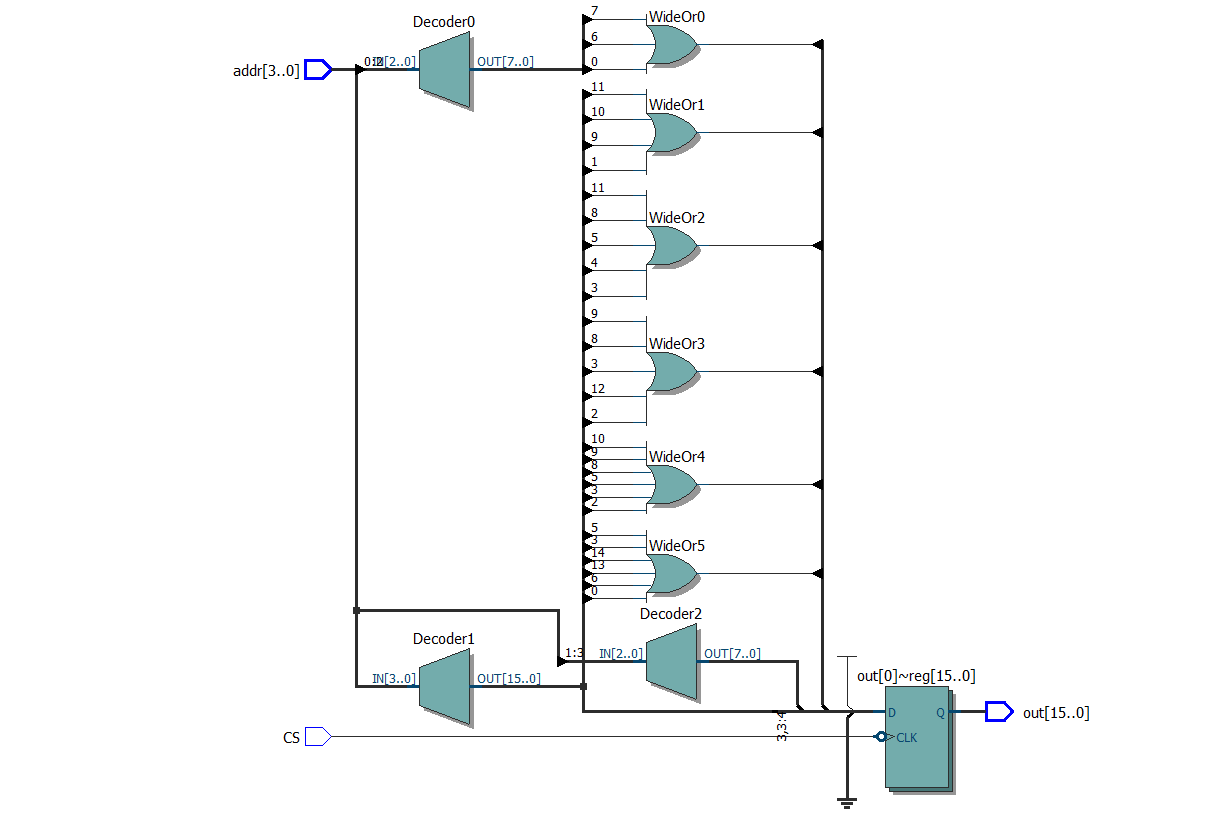 Decoder0
addr[3..0]
0:2
IN[2..0]
OUT[7..0]
7
6
0
WideOr0
11
10
9
1
WideOr1
11
8
5
4
3
WideOr2
9
8
3
12
2
WideOr3
10
9
8
5
3
2
WideOr4
5
3
14
13
6
0
WideOr5
Decoder2
1:3
IN[2..0]
OUT[7..0]
Decoder1
IN[3..0]
OUT[15..0]
3,3:4
out[0]~reg[15..0]
D
Q
CLK
out[15..0]
CS